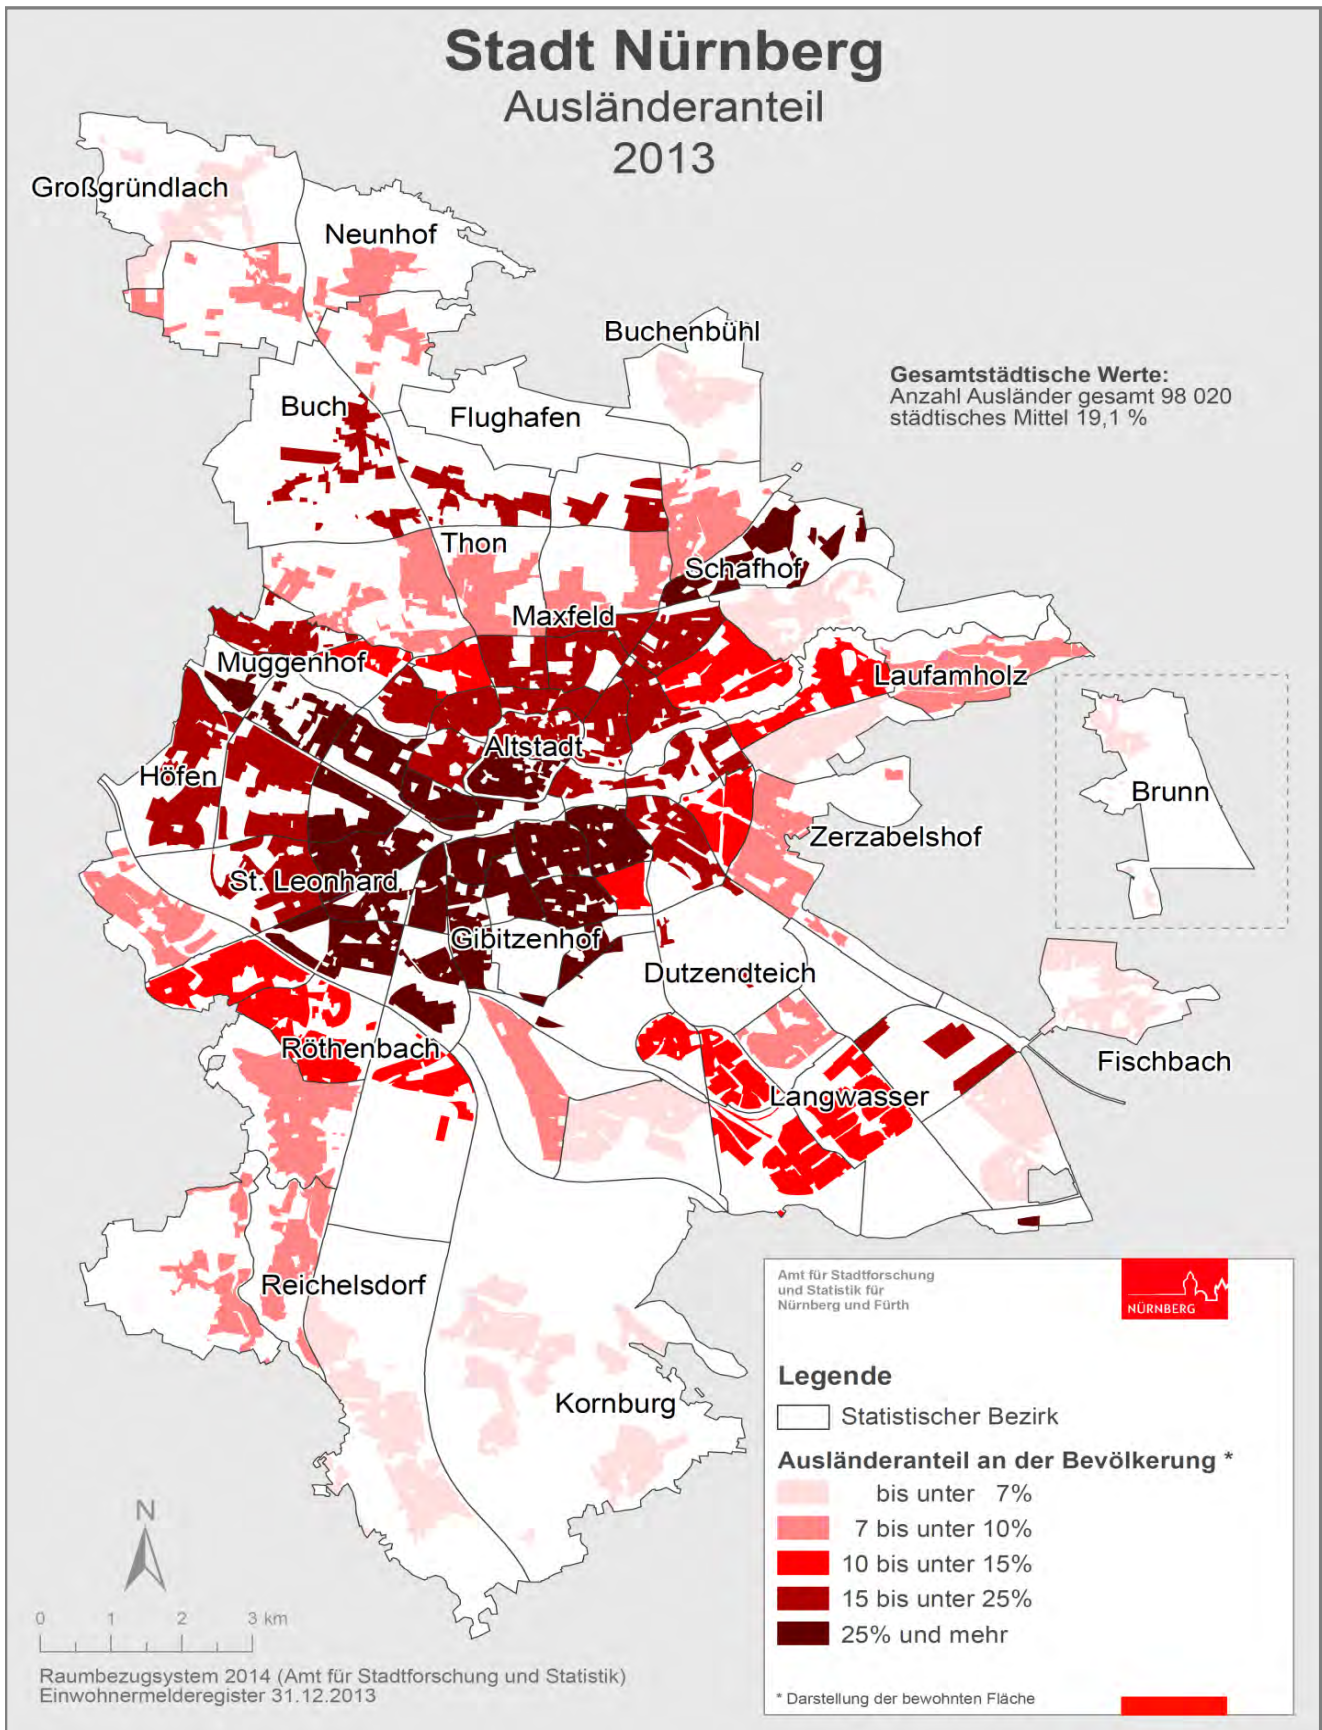 Stadt Nürnberg
Ausländeranteil
2013
Großgründlach
Neunhof
Buchenbühl
Gesamtstädtische Werte:
Anzahl Ausländer gesamt 98 020
städtisches Mittel 19,1 %
Buch
Flughafen
Thon
Schafhof
Maxfeld
Muggenhof
Laufamholz
Altstadt
Höfen
Brunn
Zerzabelshof
St. Leonhard
Gibitzenhof
Dutzendteich
Röthenbach
Fischbach
Langwasser
Reichelsdorf
Kornburg
Amt für Stadtforschung
und Statistik für
Nürnberg und Fürth
NÜRNBERG
Legende
Statistischer Bezirk
Ausländeranteil an der Bevölkerung *
bis unter 7%
7 bis unter 10%
10 bis unter 15%
15 bis unter 25%
25% und mehr
* Darstellung der bewohnten Fläche
N
0 1 2 3 km
Raumbezugsystem 2014 (Amt für Stadtforschung und Statistik)
Einwohnermelderegister 31.12.2013